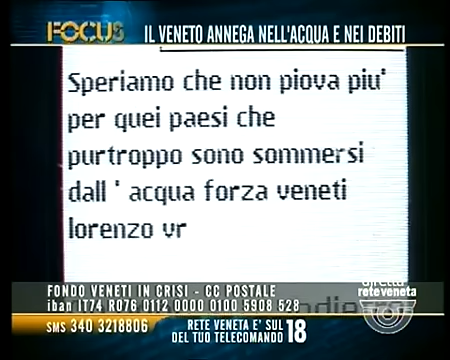 FOCUS
IL VENETO ANNEGA NELL'ACQUA E NEI DEBITI
Speriamo che non piova piu'
per quei paesi che
purtroppo sono sommersi
dall ' acqua forza veneti
lorenzo vr
FONDO VENETI IN CRISI - CC POSTALE
iban IT74 R076 0112 0000 0100 5908 528
diretta
reteveneta
SMS 340 3218806
RETE VENETA E' SUL 18
DEL TUO TELECOMANDO